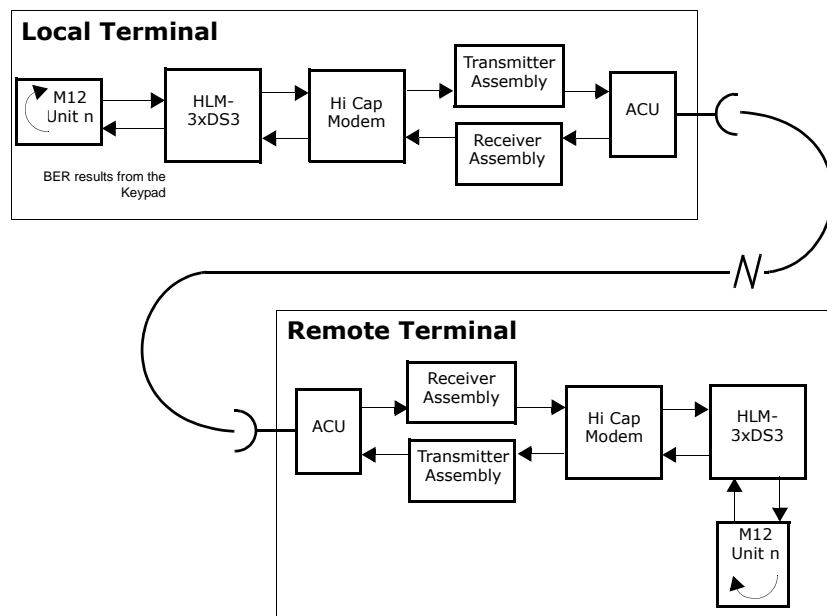 Local Terminal
M12
Unit n
HLM-
3xDS3
Hi Cap
Modem
Transmitter
Assembly
Receiver
Assembly
ACU
BER results from the
Keypad
Remote Terminal
ACU
Receiver
Assembly
Transmitter
Assembly
Hi Cap
Modem
HLM-
3xDS3
M12
Unit n